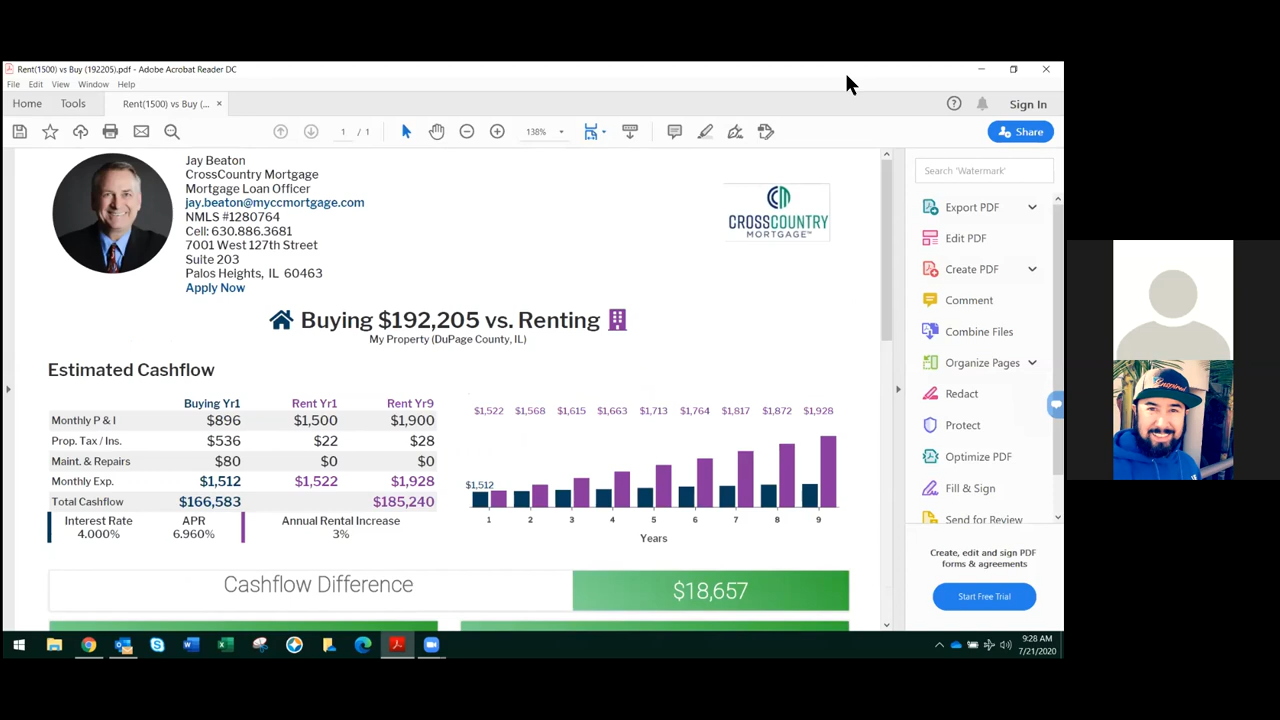 Rent(1500) vs Buy (192205).pdf - Adobe Acrobat Reader DC
File Edit View Window Help
Home Tools Rent(1500) vs Buy (... × Sign In
1 / 1 138% Share
Jay Beaton
CrossCountry Mortgage
Mortgage Loan Officer
jay.beaton@myccmortgage.com
NMLS #1280764
Cell: 630.886.3681
7001 West 127th Street
Suite 203
Palos Heights, IL 60463
Apply Now
CROSSCOUNTRY
MORTGAGE™
Buying $192,205 vs. Renting
My Property (DuPage County, IL)
Estimated Cashflow
Buying Yr1 Rent Yr1 Rent Yr9
Monthly P & I $896 $1,500 $1,900
Prop. Tax / Ins. $536 $22 $28
Maint. & Repairs $80 $0 $0
Monthly Exp. $1,512 $1,522 $1,928
Total Cashflow $166,583 $185,240
Interest Rate APR Annual Rental Increase
4.000% 6.960% 3%
$1,522 $1,568 $1,615 $1,663 $1,713 $1,764 $1,817 $1,872 $1,928
$1,512
1 2 3 4 5 6 7 8 9
Years
Cashflow Difference $18,657
Search 'Watermark'
Export PDF
Edit PDF
Create PDF
Comment
Combine Files
Organize Pages
Redact
Protect
Optimize PDF
Fill & Sign
Send for Review
Create, edit and sign PDF
forms & agreements
Start Free Trial
Inspired
9:28 AM
7/21/2020